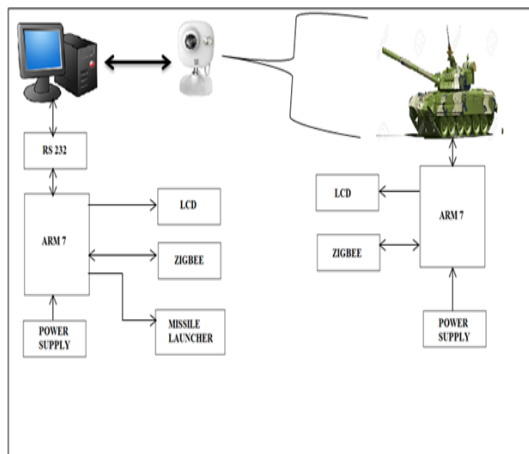 RS 232
ARM 7
LCD
ZIGBEE
POWER
SUPPLY
MISSILE
LAUNCHER
LCD
ZIGBEE
ARM 7
POWER
SUPPLY